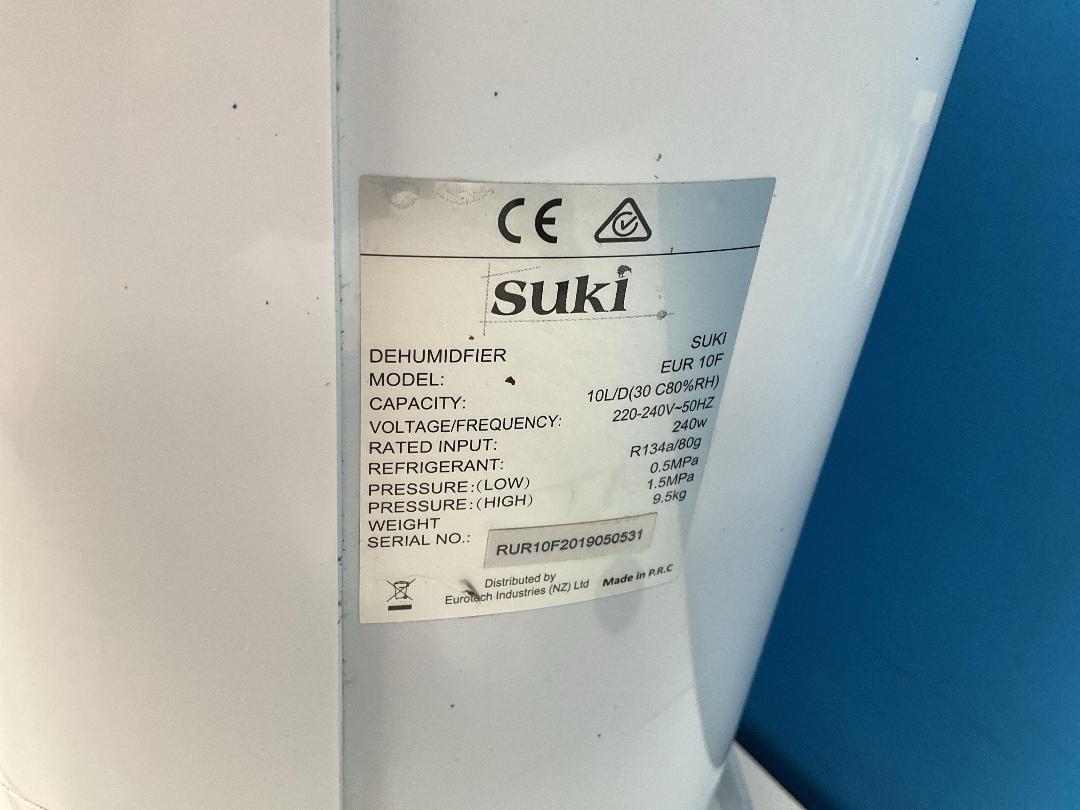 CE
suki
DEHUMIDFIER SUKI
MODEL: EUR 10F
CAPACITY: 10L/D(30 C80%RH)
VOLTAGE/FREQUENCY: 220-240V~50HZ
RATED INPUT: 240w
REFRIGERANT: R134a/80g
PRESSURE:(LOW) 0.5MPa
PRESSURE:(HIGH) 1.5MPa
WEIGHT 9.5kg
SERIAL NO.: RUR10F2019050531
Distributed by
Eurotech Industries (NZ) Ltd Made in P.R.C